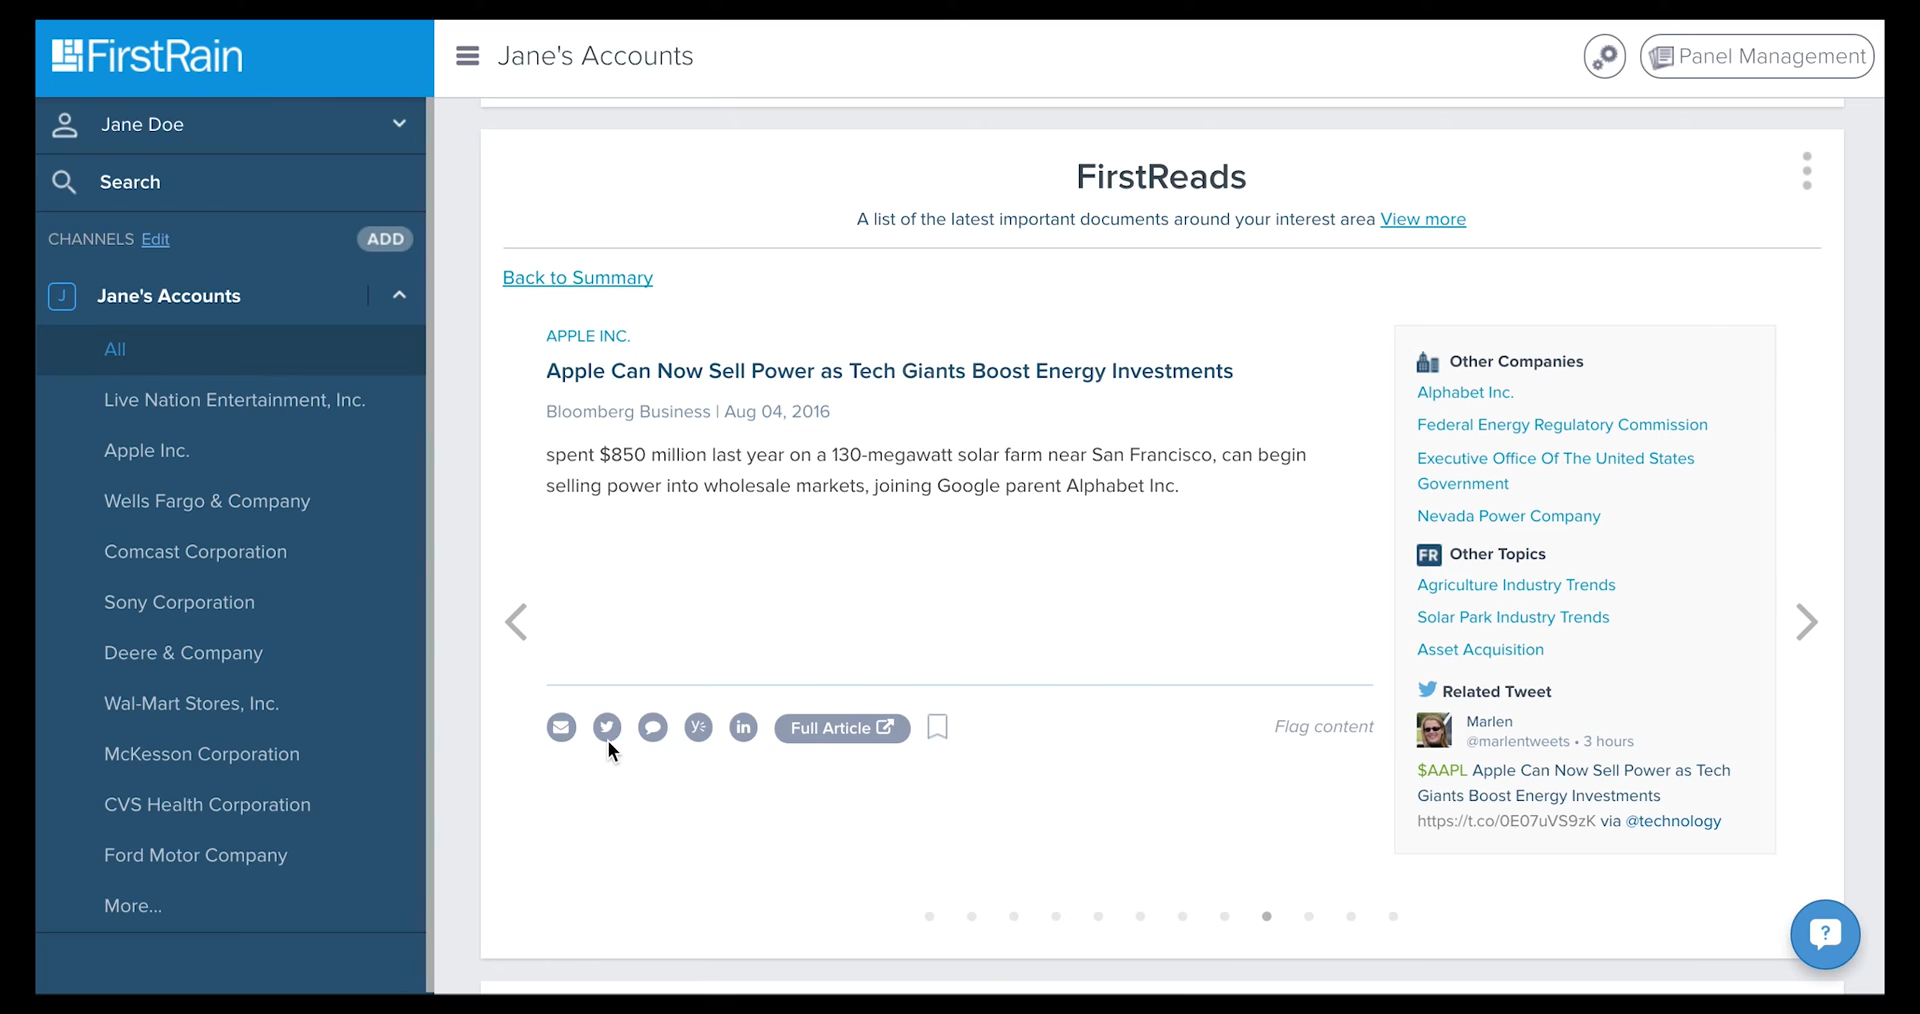 FirstRain
Jane Doe
Search
CHANNELS Edit ADD
J Jane's Accounts
All
Live Nation Entertainment, Inc.
Apple Inc.
Wells Fargo & Company
Comcast Corporation
Sony Corporation
Deere & Company
Wal-Mart Stores, Inc.
McKesson Corporation
CVS Health Corporation
Ford Motor Company
More...
Jane's Accounts
Panel Management
FirstReads
A list of the latest important documents around your interest area View more
Back to Summary
APPLE INC.
Apple Can Now Sell Power as Tech Giants Boost Energy Investments
Bloomberg Business | Aug 04, 2016
spent $850 million last year on a 130-megawatt solar farm near San Francisco, can begin
selling power into wholesale markets, joining Google parent Alphabet Inc.
in Full Article
Flag content
Other Companies
Alphabet Inc.
Federal Energy Regulatory Commission
Executive Office Of The United States
Government
Nevada Power Company
FR Other Topics
Agriculture Industry Trends
Solar Park Industry Trends
Asset Acquisition
Related Tweet
Marlen
@marlentweets • 3 hours
$AAPL Apple Can Now Sell Power as Tech
Giants Boost Energy Investments
https://t.co/0E07uVS9zK via @technology
?